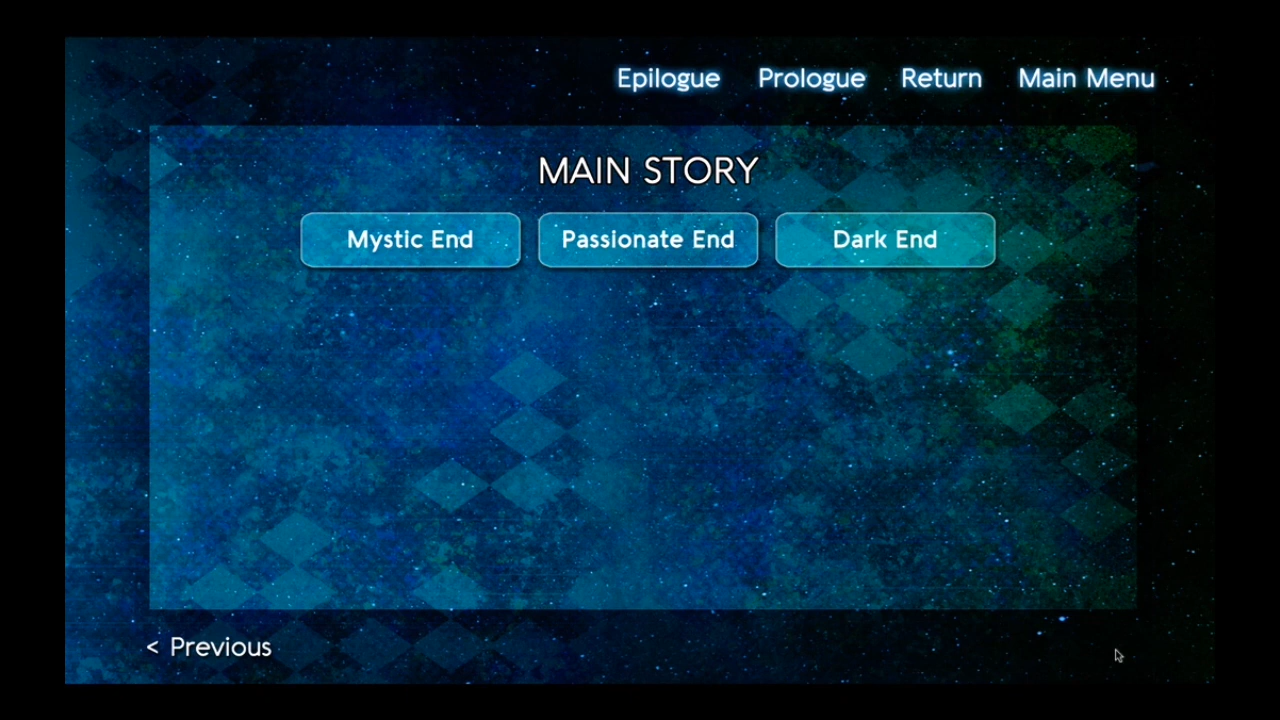 Epilogue Prologue Return Main Menu
MAIN STORY
Mystic End Passionate End Dark End
< Previous